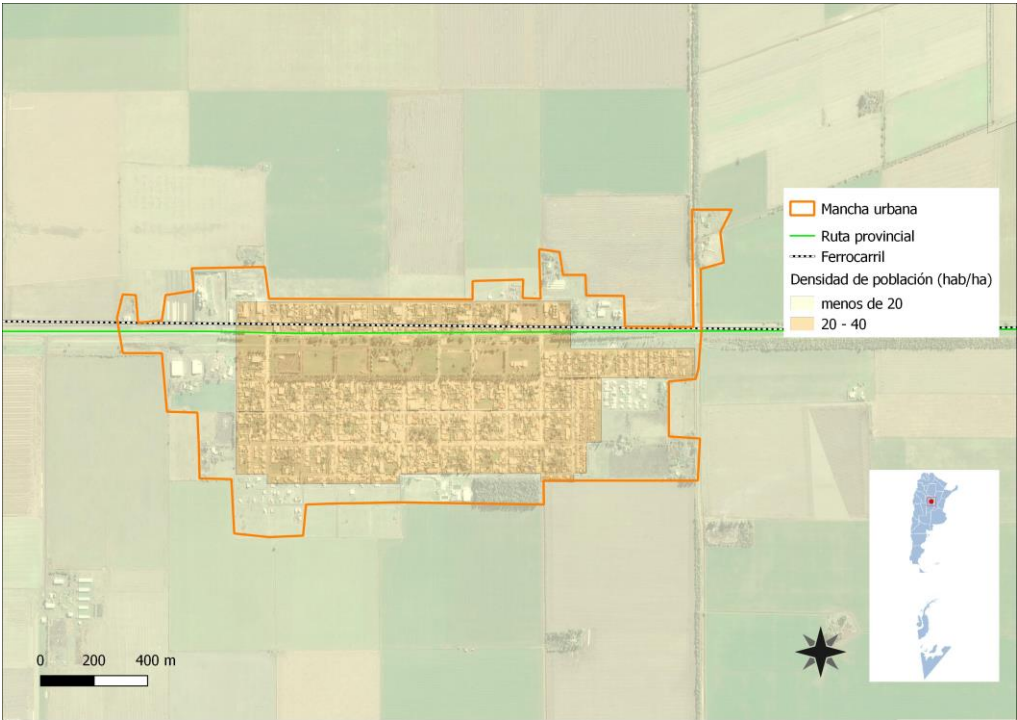 Mancha urbana
Ruta provincial
Ferrocarril
Densidad de población (hab/ha)
menos de 20
20 - 40
0 200 400 m